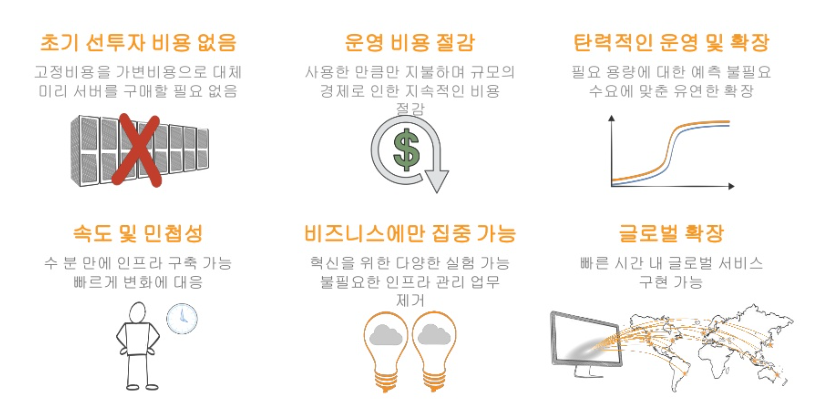 초기 선투자 비용 없음
고정비용을 가변비용으로 대체
미리 서버를 구매할 필요 없음
운영 비용 절감
사용한 만큼만 지불하며 규모의
경제로 인한 지속적인 비용
절감
탄력적인 운영 및 확장
필요 용량에 대한 예측 불필요
수요에 맞춘 유연한 확장
$
속도 및 민첩성
수 분 만에 인프라 구축 가능
빠르게 변화에 대응
비즈니스에만 집중 가능
혁신을 위한 다양한 실험 가능
불필요한 인프라 관리 업무
제거
글로벌 확장
빠른 시간 내 글로벌 서비스
구현 가능